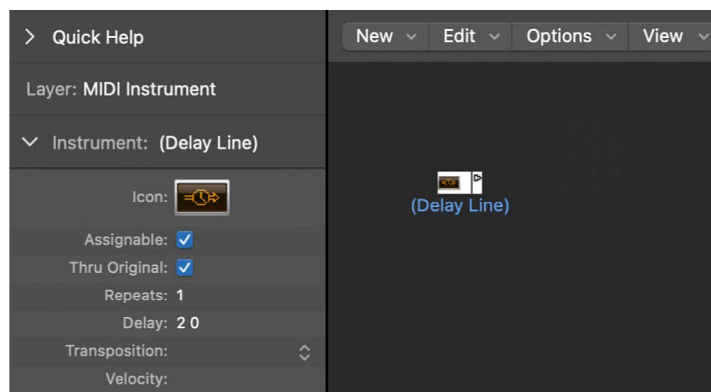 Quick Help
New Edit Options View
Layer: MIDI Instrument
Instrument: (Delay Line)
Icon:
(Delay Line)
Assignable:
Thru Original:
Repeats: 1
Delay: 2 0
Transposition:
Velocity: